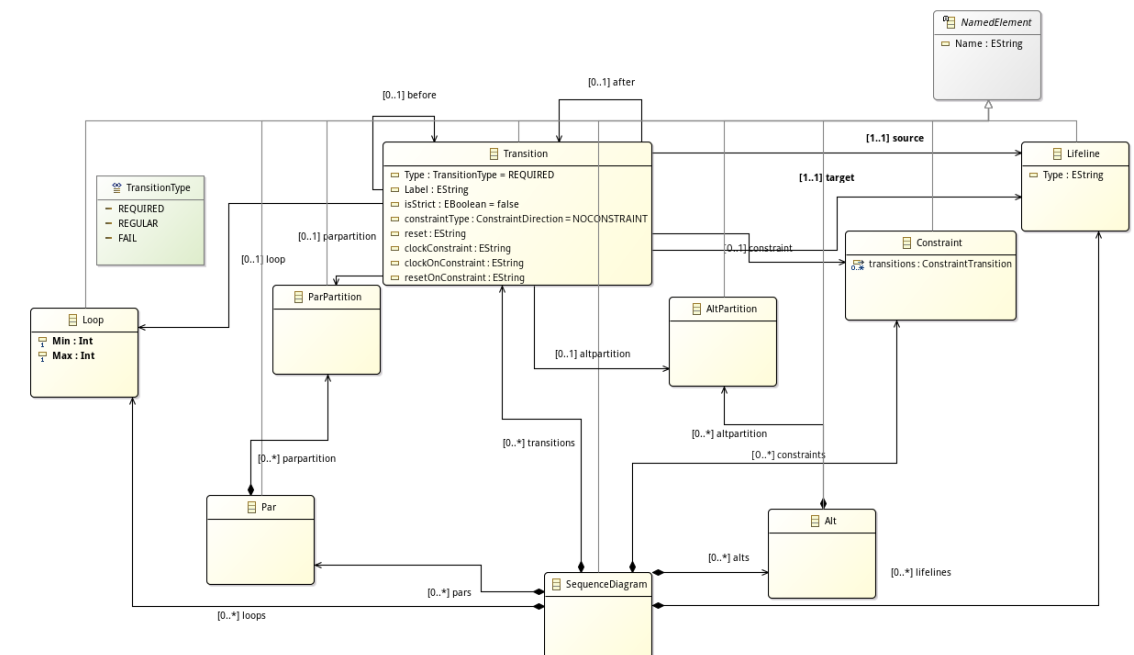 NamedElement
Name : EString
[0..1] after
[0..1] before
[1..1] source
Transition
Lifeline
Type : TransitionType = REQUIRED
Label : EString
isStrict : EBoolean = false
constraintType : ConstraintDirection = NOCONSTRAINT
reset : EString
clockConstraint : EString
clockOnConstraint : EString
resetOnConstraint : EString
Type : EString
[1..1] target
TransitionType
REQUIRED
REGULAR
FAIL
[0..1] parpartition
[0..1] constraint
Constraint
0..*
transitions : ConstraintTransition
[0..1] loop
ParPartition
AltPartition
Loop
1
Min : Int
1
Max : Int
[0..1] altpartition
[0..*] altpartition
[0..*] transitions
[0..*] constraints
[0..*] parpartition
Par
Alt
[0..*] alts
[0..*] lifelines
SequenceDiagram
[0..*] pars
[0..*] loops